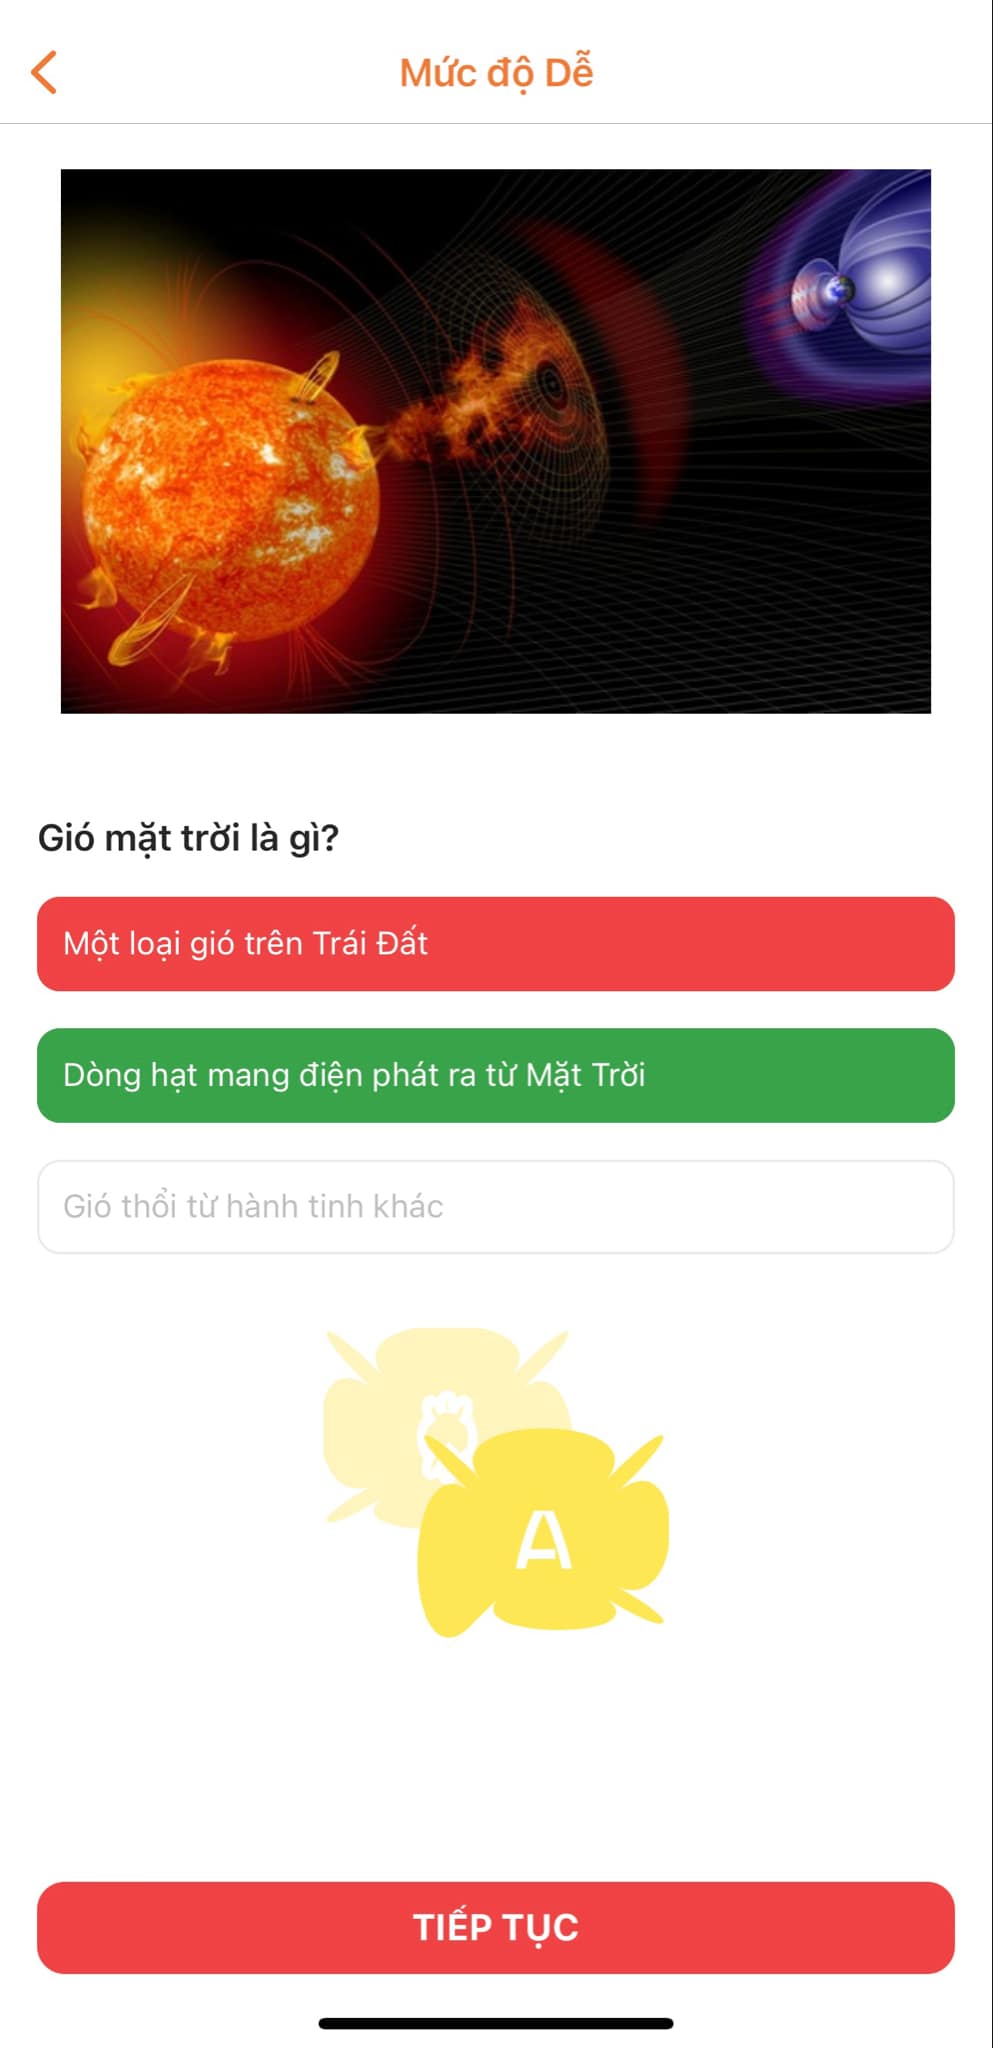 Mức độ Dễ
Gió mặt trời là gì?
Một loại gió trên Trái Đất
Dòng hạt mang điện phát ra từ Mặt Trời
Gió thổi từ hành tinh khác
A
TIẾP TỤC